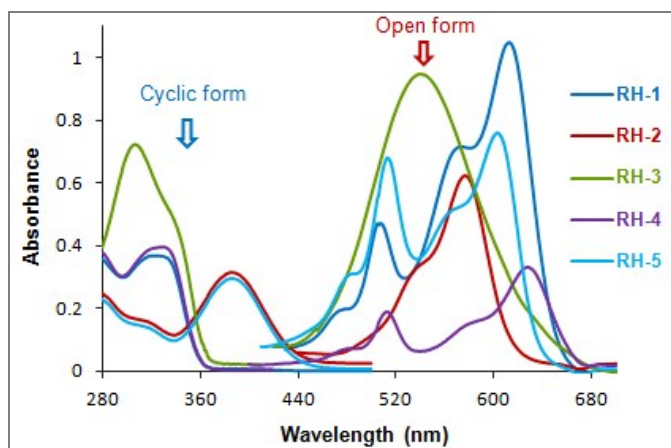 Open form
Cyclic form
1
0.8
0.6
0.4
0.2
0
Absorbance
280
360
440
520
600
680
Wavelength (nm)
RH-1
RH-2
RH-3
RH-4
RH-5